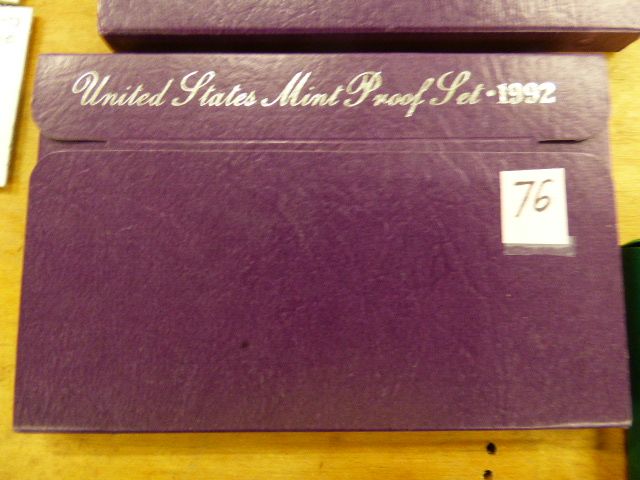 United States Mint Proof Set • 1992
76